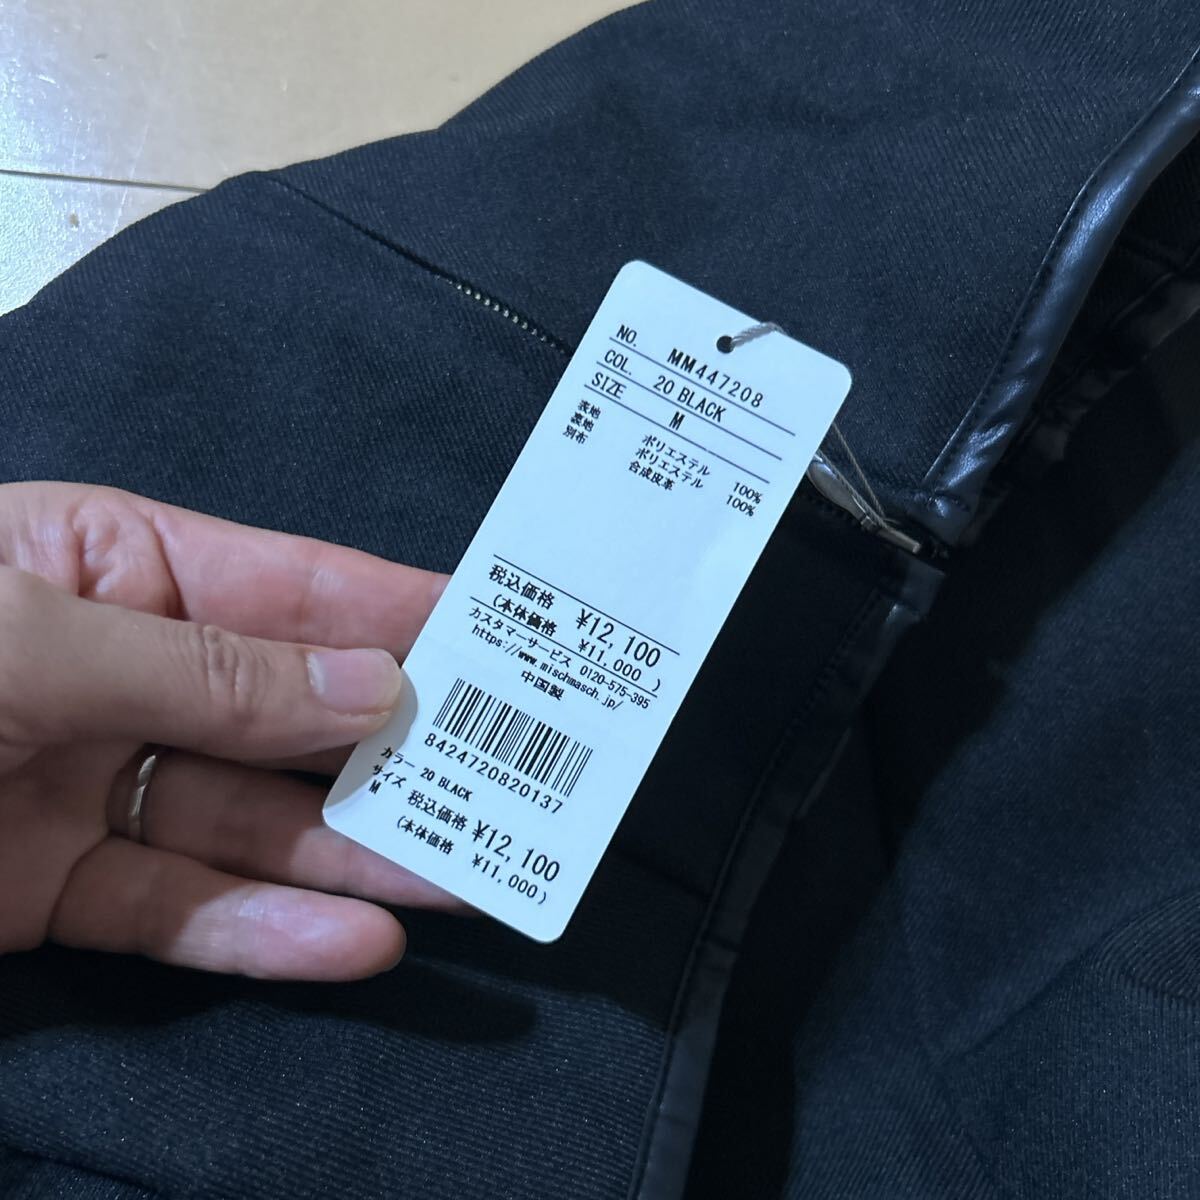 NO. MM447208
COL. 20 BLACK
SIZE M
表地 ポリエステル 100%
裏地 ポリエステル 100%
別布 合成皮革
税込価格 ¥12,100
(本体価格 ¥11,000)
カスタマーサービス 0120-575-395
https://www.mischmasch.jp/
中国製
8424720820137
カラー 20 BLACK
サイズ M
税込価格 ¥12,100
(本体価格 ¥11,000)